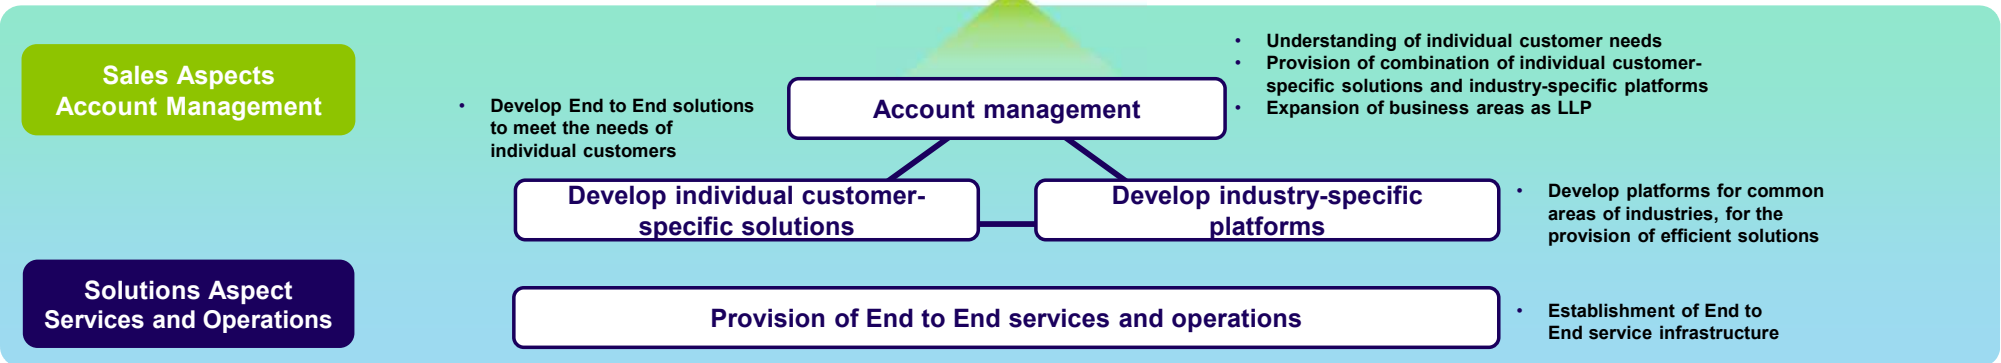 Sales Aspects
Account Management
• Develop End to End solutions
to meet the needs of
individual customers
Account management
• Understanding of individual customer needs
• Provision of combination of individual customer-
specific solutions and industry-specific platforms
• Expansion of business areas as LLP
Develop individual customer-
specific solutions
Develop industry-specific
platforms
• Develop platforms for common
areas of industries, for the
provision of efficient solutions
Solutions Aspect
Services and Operations
Provision of End to End services and operations
• Establishment of End to
End service infrastructure